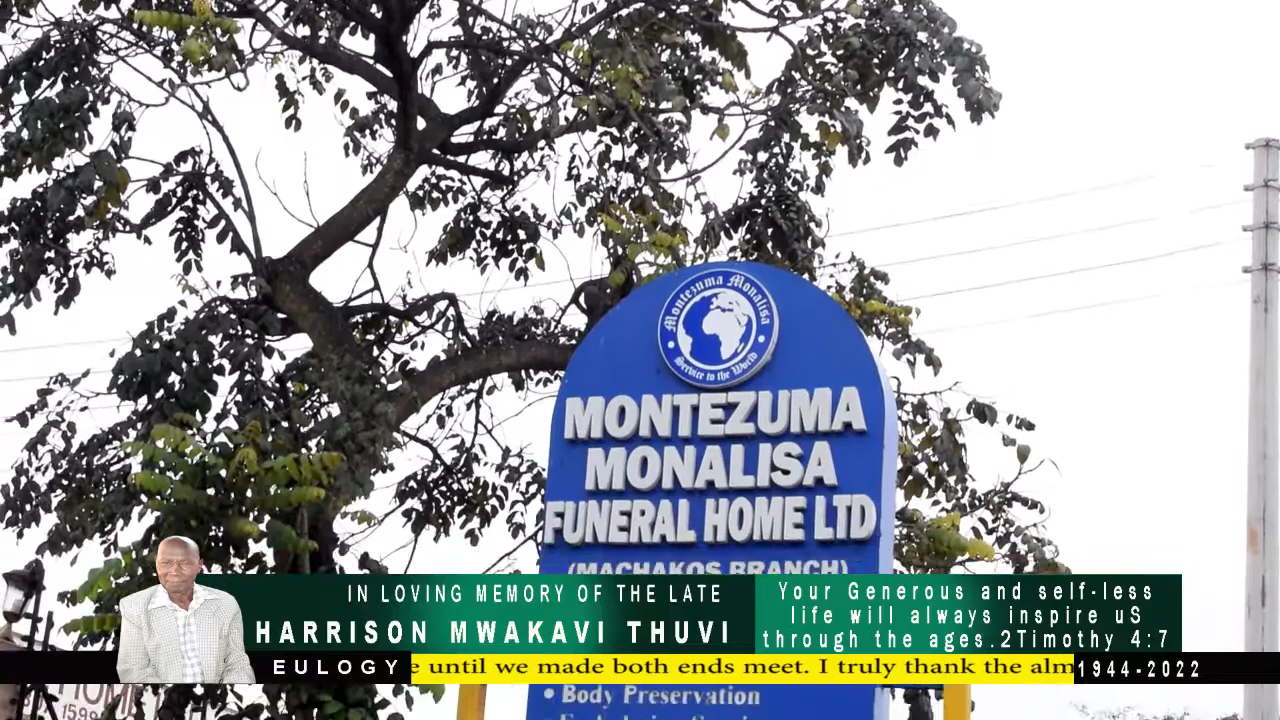 Montezuma Monalisa
Service to the World
MONTEZUMA
MONALISA
FUNERAL HOME LTD
(MACHAKOS BRANCH)
IN LOVING MEMORY OF THE LATE
HARRISON MWAKAVI THUVI
Your Generous and self-less
life will always inspire uS
through the ages.2Timothy 4:7
EULOGY
e until we made both ends meet. I truly thank the alm
1944-2022
• Body Preservation
HOME